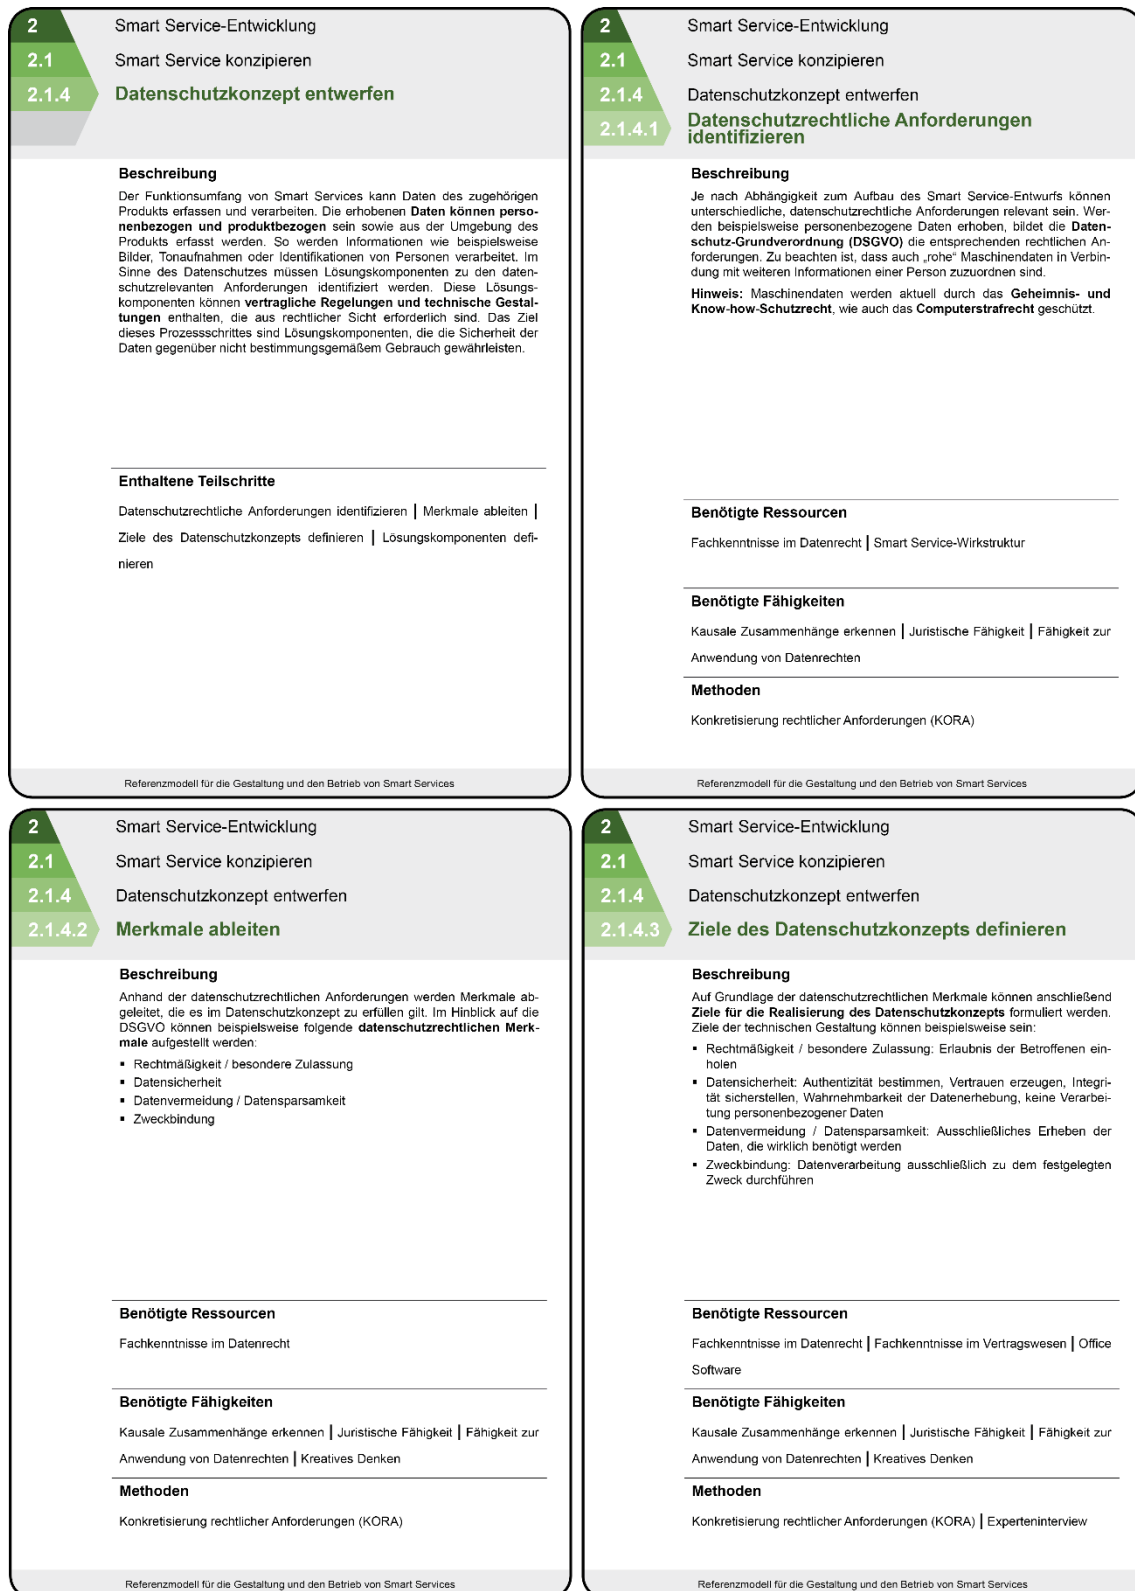 2 Smart Service-Entwicklung
2.1 Smart Service konzipieren
2.1.4 Datenschutzkonzept entwerfen
Beschreibung
Der Funktionsumfang von Smart Services kann Daten des zugehörigen
Produkts erfassen und verarbeiten. Die erhobenen Daten können perso-
nenbezogen und produktbezogen sein sowie aus der Umgebung des
Produkts erfasst werden. So werden Informationen wie beispielsweise
Bilder, Tonaufnahmen oder Identifikationen von Personen verarbeitet. Im
Sinne des Datenschutzes müssen Lösungskomponenten zu den daten-
schutzrelevanten Anforderungen identifiziert werden. Diese Lösungs-
komponenten können vertragliche Regelungen und technische Gestal-
tungen enthalten, die aus rechtlicher Sicht erforderlich sind. Das Ziel
dieses Prozessschrittes sind Lösungskomponenten, die die Sicherheit der
Daten gegenüber nicht bestimmungsgemäßem Gebrauch gewährleisten.
Enthaltene Teilschritte
Datenschutzrechtliche Anforderungen identifizieren | Merkmale ableiten |
Ziele des Datenschutzkonzepts definieren | Lösungskomponenten defi-
nieren
Referenzmodell für die Gestaltung und den Betrieb von Smart Services
2 Smart Service-Entwicklung
2.1 Smart Service konzipieren
2.1.4 Datenschutzkonzept entwerfen
2.1.4.1 Datenschutzrechtliche Anforderungen
identifizieren
Beschreibung
Je nach Abhängigkeit zum Aufbau des Smart Service-Entwurfs können
unterschiedliche, datenschutzrechtliche Anforderungen relevant sein. Wer-
den beispielsweise personenbezogene Daten erhoben, bildet die Daten-
schutz-Grundverordnung (DSGVO) die entsprechenden rechtlichen An-
forderungen. Zu beachten ist, dass auch „rohe“ Maschinendaten in Verbin-
dung mit weiteren Informationen einer Person zuzuordnen sind.
Hinweis: Maschinendaten werden aktuell durch das Geheimnis- und
Know-how-Schutzrecht, wie auch das Computerstrafrecht geschützt.
Benötigte Ressourcen
Fachkenntnisse im Datenrecht | Smart Service-Wirkstruktur
Benötigte Fähigkeiten
Kausale Zusammenhänge erkennen | Juristische Fähigkeit | Fähigkeit zur
Anwendung von Datenrechten
Methoden
Konkretisierung rechtlicher Anforderungen (KORA)
Referenzmodell für die Gestaltung und den Betrieb von Smart Services
2 Smart Service-Entwicklung
2.1 Smart Service konzipieren
2.1.4 Datenschutzkonzept entwerfen
2.1.4.2 Merkmale ableiten
Beschreibung
Anhand der datenschutzrechtlichen Anforderungen werden Merkmale ab-
geleitet, die es im Datenschutzkonzept zu erfüllen gilt. Im Hinblick auf die
DSGVO können beispielsweise folgende datenschutzrechtlichen Merk-
male aufgestellt werden:
▪ Rechtmäßigkeit / besondere Zulassung
▪ Datensicherheit
▪ Datenvermeidung / Datensparsamkeit
▪ Zweckbindung
Benötigte Ressourcen
Fachkenntnisse im Datenrecht
Benötigte Fähigkeiten
Kausale Zusammenhänge erkennen | Juristische Fähigkeit | Fähigkeit zur
Anwendung von Datenrechten | Kreatives Denken
Methoden
Konkretisierung rechtlicher Anforderungen (KORA)
Referenzmodell für die Gestaltung und den Betrieb von Smart Services
2 Smart Service-Entwicklung
2.1 Smart Service konzipieren
2.1.4 Datenschutzkonzept entwerfen
2.1.4.3 Ziele des Datenschutzkonzepts definieren
Beschreibung
Auf Grundlage der datenschutzrechtlichen Merkmale können anschließend
Ziele für die Realisierung des Datenschutzkonzepts formuliert werden.
Ziele der technischen Gestaltung können beispielsweise sein:
▪ Rechtmäßigkeit / besondere Zulassung: Erlaubnis der Betroffenen ein-
holen
▪ Datensicherheit: Authentizität bestimmen, Vertrauen erzeugen, Integri-
tät sicherstellen, Wahrnehmbarkeit der Datenerhebung, keine Verarbei-
tung personenbezogener Daten
▪ Datenvermeidung / Datensparsamkeit: Ausschließliches Erheben der
Daten, die wirklich benötigt werden
▪ Zweckbindung: Datenverarbeitung ausschließlich zu dem festgelegten
Zweck durchführen
Benötigte Ressourcen
Fachkenntnisse im Datenrecht | Fachkenntnisse im Vertragswesen | Office
Software
Benötigte Fähigkeiten
Kausale Zusammenhänge erkennen | Juristische Fähigkeit | Fähigkeit zur
Anwendung von Datenrechten | Kreatives Denken
Methoden
Konkretisierung rechtlicher Anforderungen (KORA) | Experteninterview
Referenzmodell für die Gestaltung und den Betrieb von Smart Services